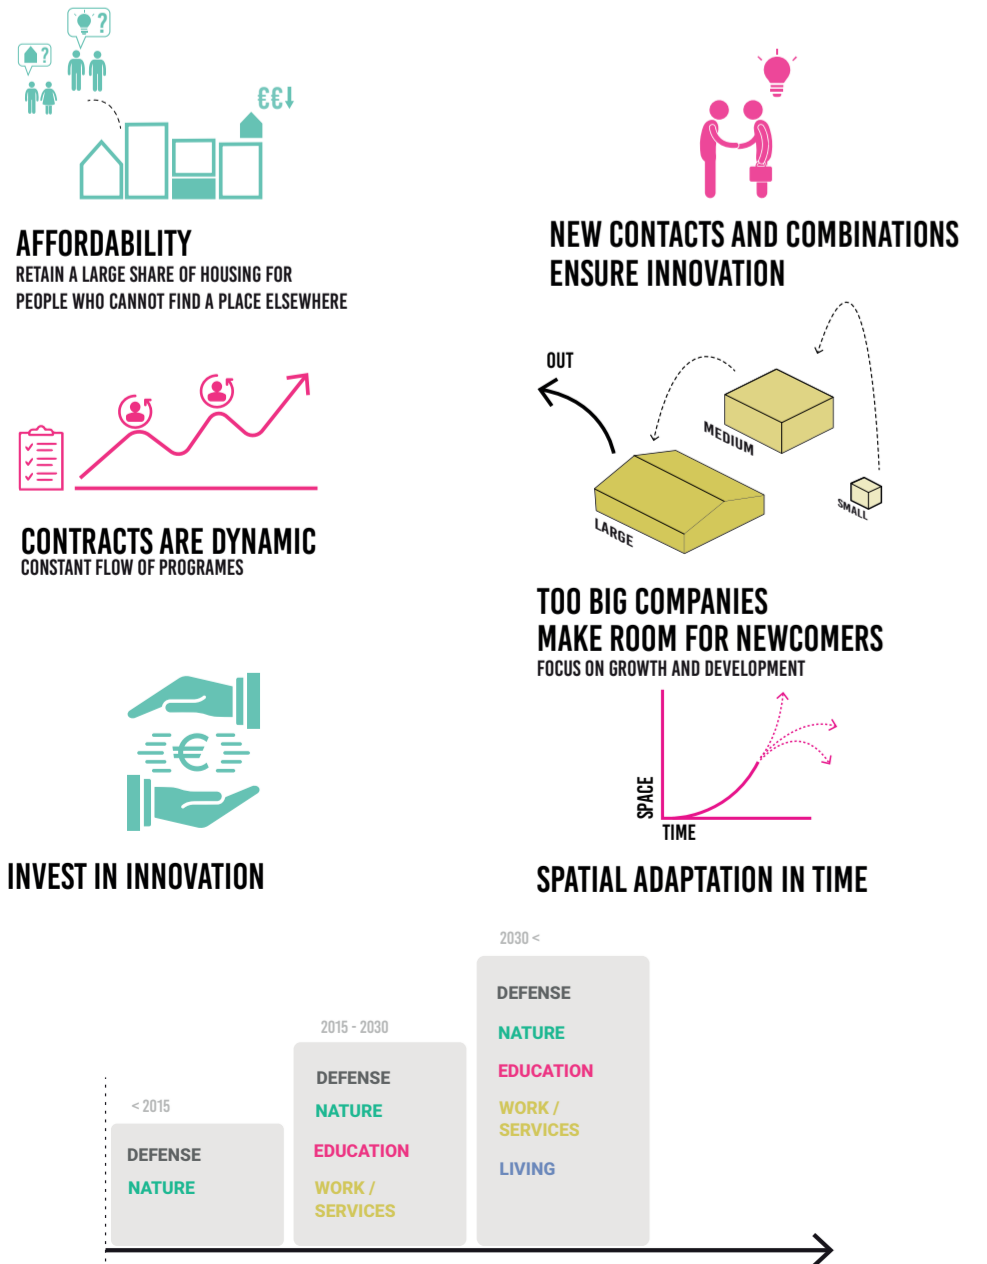 ?
?
€€
AFFORDABILITY
RETAIN A LARGE SHARE OF HOUSING FOR
PEOPLE WHO CANNOT FIND A PLACE ELSEWHERE
NEW CONTACTS AND COMBINATIONS
ENSURE INNOVATION
CONTRACTS ARE DYNAMIC
CONSTANT FLOW OF PROGRAMES
OUT
MEDIUM
SMALL
LARGE
TOO BIG COMPANIES
MAKE ROOM FOR NEWCOMERS
FOCUS ON GROWTH AND DEVELOPMENT
€
INVEST IN INNOVATION
SPACE
TIME
SPATIAL ADAPTATION IN TIME
< 2015
DEFENSE
NATURE
2015 - 2030
DEFENSE
NATURE
EDUCATION
WORK /
SERVICES
2030 <
DEFENSE
NATURE
EDUCATION
WORK /
SERVICES
LIVING